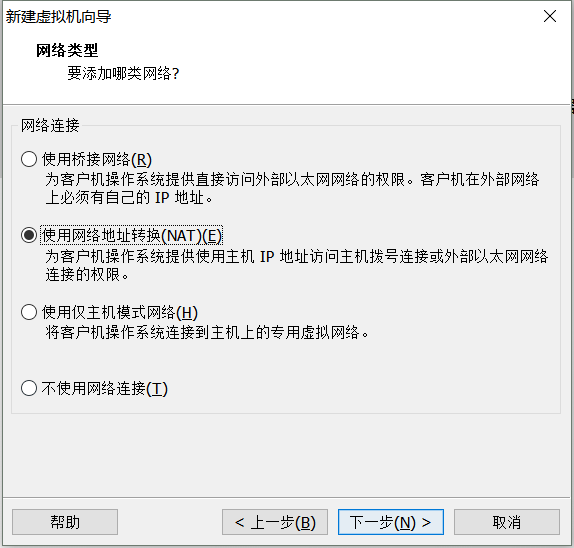 新建虚拟机向导
网络类型
要添加哪类网络?
网络连接
使用桥接网络(R)
为客户机操作系统提供直接访问外部以太网网络的权限。客户机在外部网络
上必须有自己的 IP 地址。
使用网络地址转换(NAT)(E)
为客户机操作系统提供使用主机 IP 地址访问主机拨号连接或外部以太网网络
连接的权限。
使用仅主机模式网络(H)
将客户机操作系统连接到主机上的专用虚拟网络。
不使用网络连接(T)
帮助
< 上一步(B)
下一步(N) >
取消